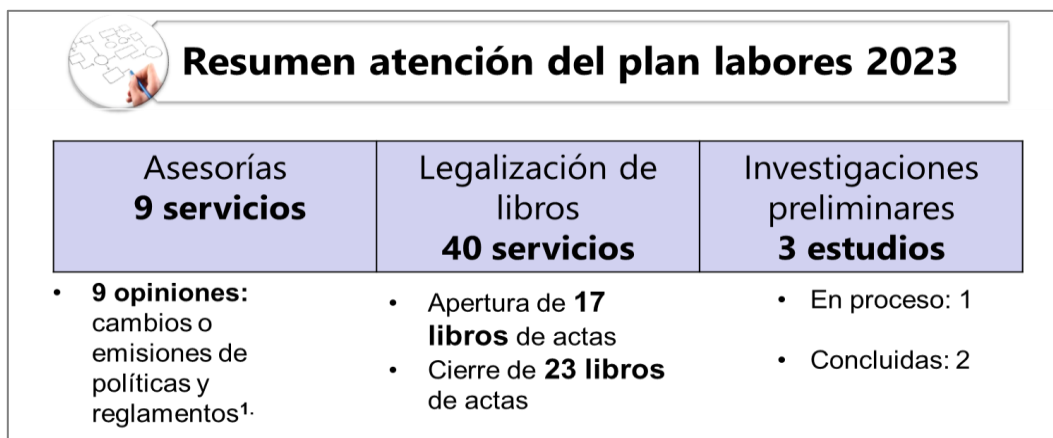 Resumen atención del plan labores 2023
Asesorías
9 servicios
Legalización de
libros
40 servicios
Investigaciones
preliminares
3 estudios
• 9 opiniones:
cambios o
emisiones de
políticas y
reglamentos¹·
• Apertura de 17
libros de actas
• Cierre de 23 libros
de actas
• En proceso: 1
• Concluidas: 2